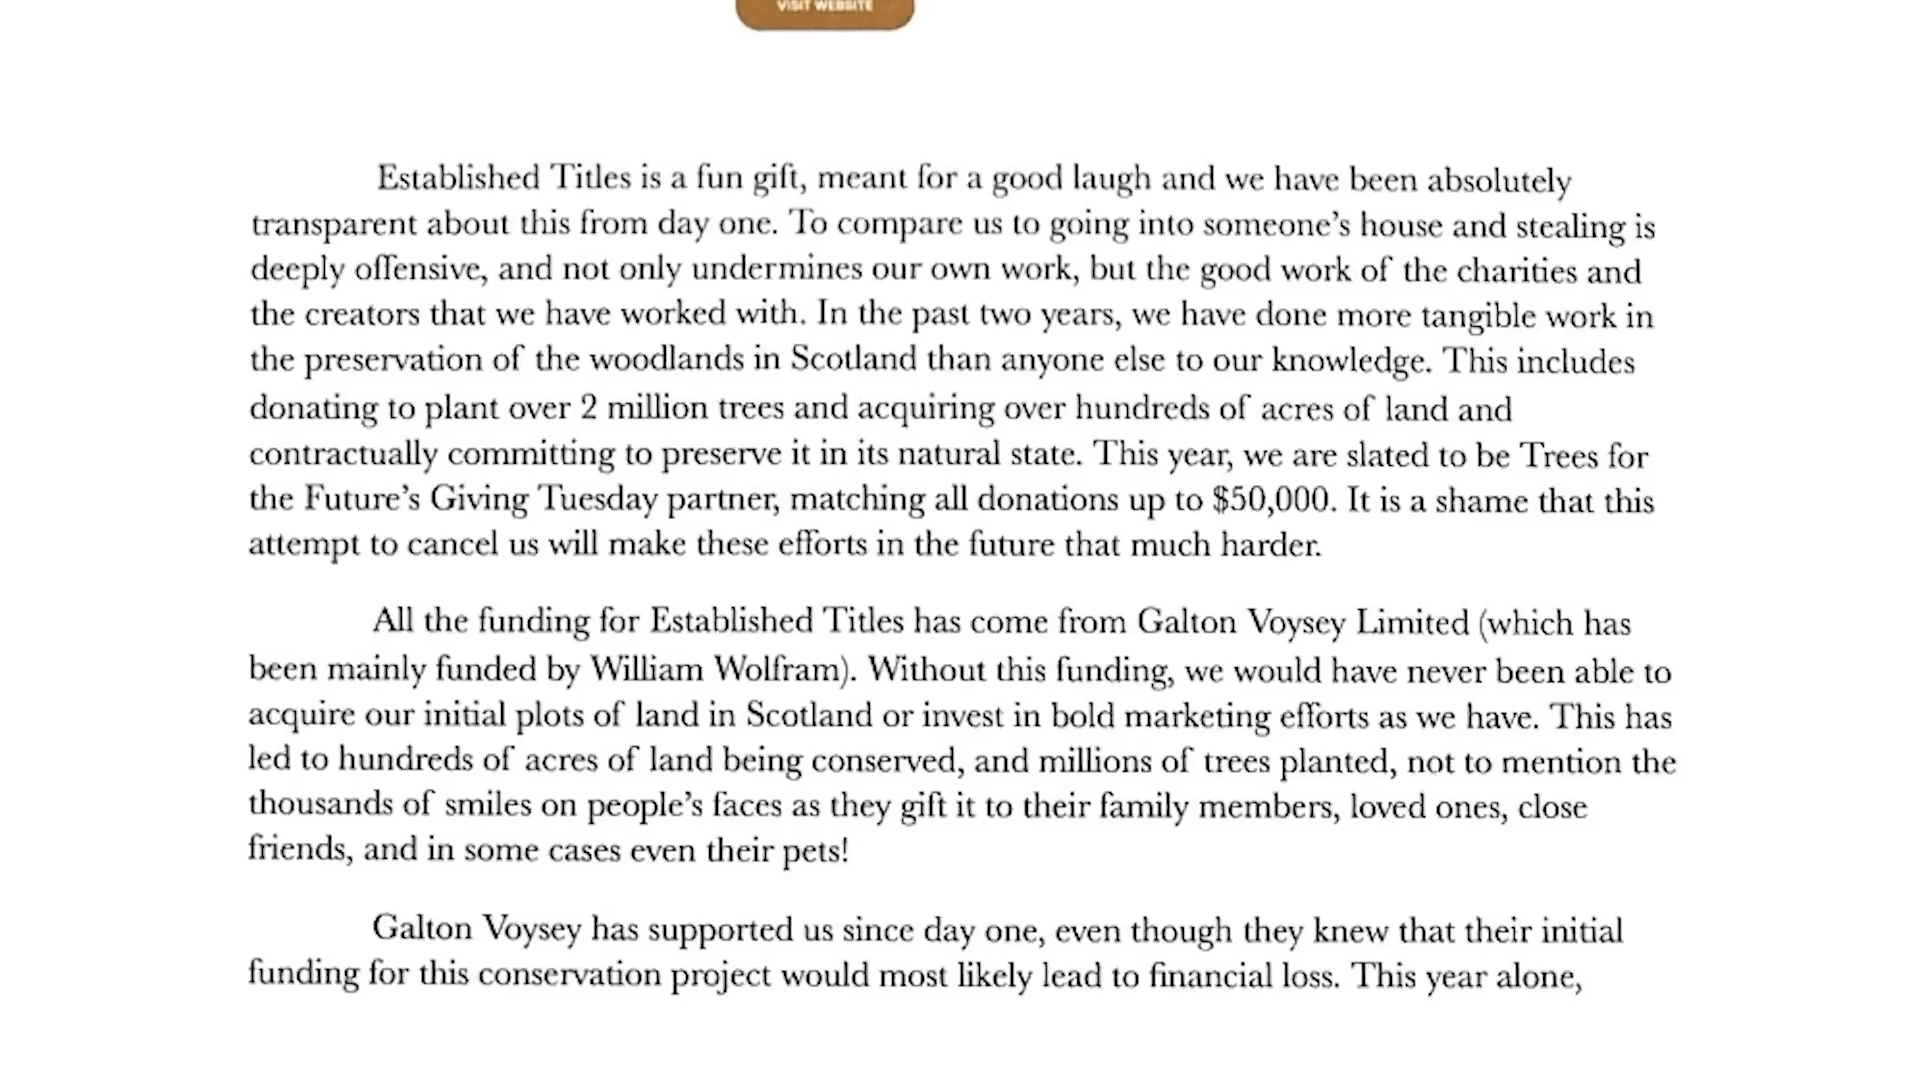 VISIT WEBSITE
Established Titles is a fun gift, meant for a good laugh and we have been absolutely
transparent about this from day one. To compare us to going into someone’s house and stealing is
deeply offensive, and not only undermines our own work, but the good work of the charities and
the creators that we have worked with. In the past two years, we have done more tangible work in
the preservation of the woodlands in Scotland than anyone else to our knowledge. This includes
donating to plant over 2 million trees and acquiring over hundreds of acres of land and
contractually committing to preserve it in its natural state. This year, we are slated to be Trees for
the Future’s Giving Tuesday partner, matching all donations up to $50,000. It is a shame that this
attempt to cancel us will make these efforts in the future that much harder.
All the funding for Established Titles has come from Galton Voysey Limited (which has
been mainly funded by William Wolfram). Without this funding, we would have never been able to
acquire our initial plots of land in Scotland or invest in bold marketing efforts as we have. This has
led to hundreds of acres of land being conserved, and millions of trees planted, not to mention the
thousands of smiles on people’s faces as they gift it to their family members, loved ones, close
friends, and in some cases even their pets!
Galton Voysey has supported us since day one, even though they knew that their initial
funding for this conservation project would most likely lead to financial loss. This year alone,